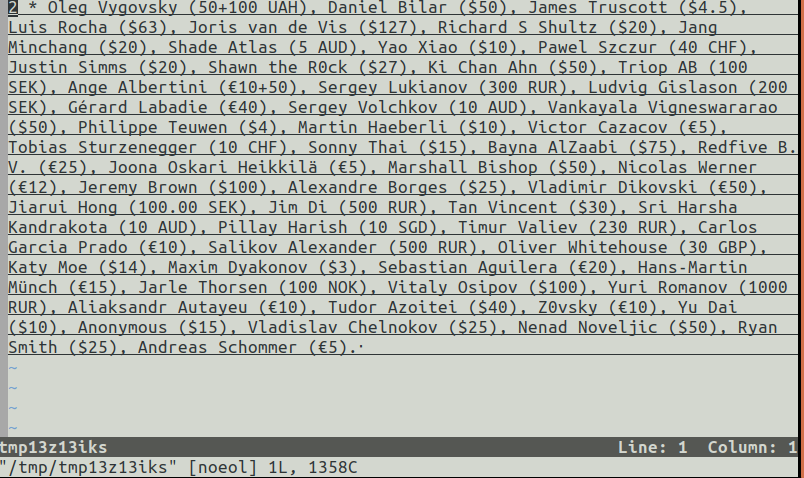 2 * Oleg Vygovsky (50+100 UAH), Daniel Bilar ($50), James Truscott ($4.5),
Luis Rocha ($63), Joris van de Vis ($127), Richard S Shultz ($20), Jang
Minchang ($20), Shade Atlas (5 AUD), Yao Xiao ($10), Pawel Szczur (40 CHF),
Justin Simms ($20), Shawn the R0ck ($27), Ki Chan Ahn ($50), Triop AB (100
SEK), Ange Albertini (€10+50), Sergey Lukianov (300 RUR), Ludvig Gislason (200
SEK), Gérard Labadie (€40), Sergey Volchkov (10 AUD), Vankayala Vigneswararao
($50), Philippe Teuwen ($4), Martin Haeberli ($10), Victor Cazacov (€5),
Tobias Sturzenegger (10 CHF), Sonny Thai ($15), Bayna AlZaabi ($75), Redfive B.
V. (€25), Joona Oskari Heikkilä (€5), Marshall Bishop ($50), Nicolas Werner
(€12), Jeremy Brown ($100), Alexandre Borges ($25), Vladimir Dikovski (€50),
Jiarui Hong (100.00 SEK), Jim Di (500 RUR), Tan Vincent ($30), Sri Harsha
Kandrakota (10 AUD), Pillay Harish (10 SGD), Timur Valiev (230 RUR), Carlos
Garcia Prado (€10), Salikov Alexander (500 RUR), Oliver Whitehouse (30 GBP),
Katy Moe ($14), Maxim Dyakonov ($3), Sebastian Aguilera (€20), Hans-Martin
Münch (€15), Jarle Thorsen (100 NOK), Vitaly Osipov ($100), Yuri Romanov (1000
RUR), Aliaksandr Autayeu (€10), Tudor Azoitei ($40), Z0vsky (€10), Yu Dai
($10), Anonymous ($15), Vladislav Chelnokov ($25), Nenad Noveljic ($50), Ryan
Smith ($25), Andreas Schommer (€5).·
~
~
~
~
tmp13z13iks Line: 1 Column: 1
"/tmp/tmp13z13iks" [noeol] 1L, 1358C